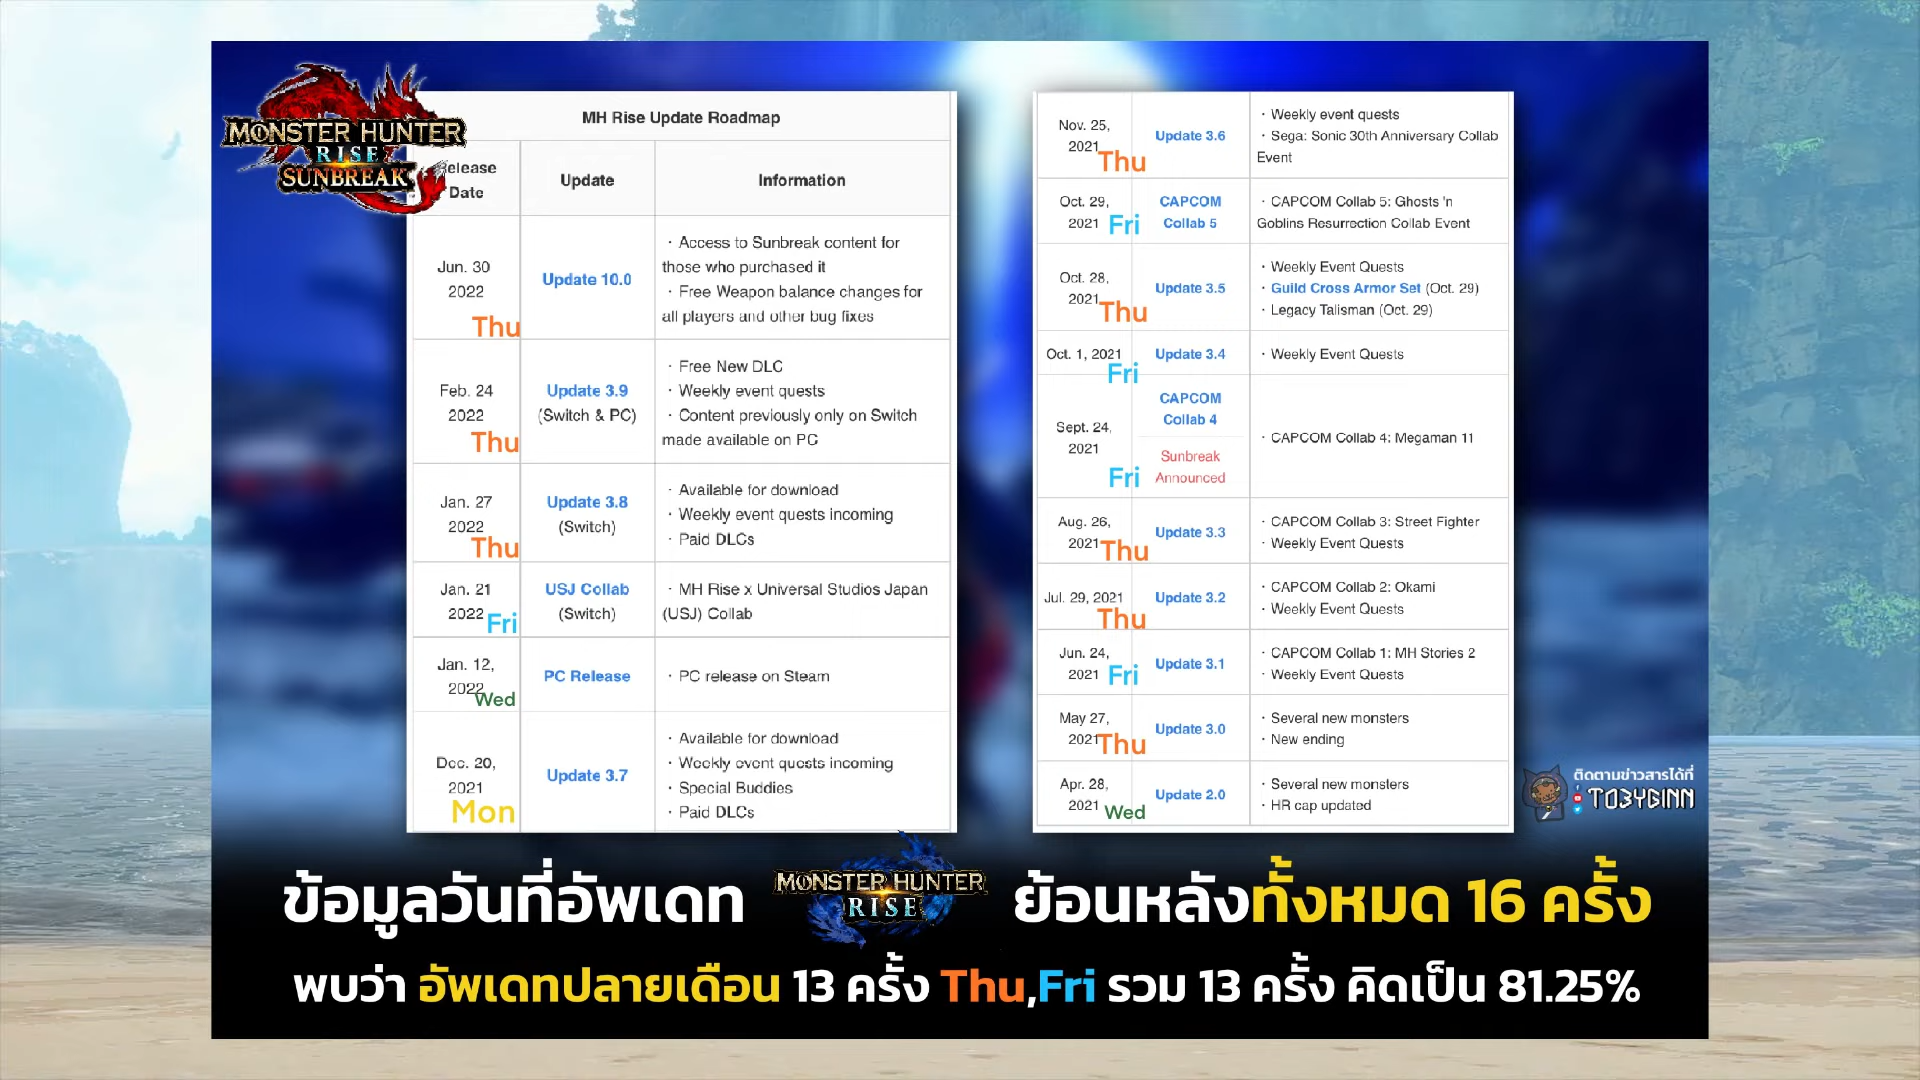 MONSTER HUNTER
RISE
SUNBREAK
MH Rise Update Roadmap
elease
Date
Update
Information
Jun. 30
2022
Thu
Update 10.0
· Access to Sunbreak content for
those who purchased it
· Free Weapon balance changes for
all players and other bug fixes
Feb. 24
2022
Thu
Update 3.9
(Switch & PC)
· Free New DLC
· Weekly event quests
· Content previously only on Switch
made available on PC
Jan. 27
2022
Thu
Update 3.8
(Switch)
· Available for download
· Weekly event quests incoming
· Paid DLCs
Jan. 21
2022
Fri
USJ Collab
(Switch)
· MH Rise x Universal Studios Japan
(USJ) Collab
Jan. 12,
2022
Wed
PC Release
· PC release on Steam
Dec. 20,
2021
Mon
Update 3.7
· Available for download
· Weekly event quests incoming
· Special Buddies
· Paid DLCs
Nov. 25,
2021
Thu
Update 3.6
· Weekly event quests
· Sega: Sonic 30th Anniversary Collab
Event
Oct. 29,
2021
Fri
CAPCOM
Collab 5
· CAPCOM Collab 5: Ghosts 'n
Goblins Resurrection Collab Event
Oct. 28,
2021
Thu
Update 3.5
· Weekly Event Quests
· Guild Cross Armor Set (Oct. 29)
· Legacy Talisman (Oct. 29)
Oct. 1, 2021
Fri
Update 3.4
· Weekly Event Quests
Sept. 24,
2021
Fri
CAPCOM
Collab 4
Sunbreak
Announced
· CAPCOM Collab 4: Megaman 11
Aug. 26,
2021
Thu
Update 3.3
· CAPCOM Collab 3: Street Fighter
· Weekly Event Quests
Jul. 29, 2021
Thu
Update 3.2
· CAPCOM Collab 2: Okami
· Weekly Event Quests
Jun. 24,
2021
Fri
Update 3.1
· CAPCOM Collab 1: MH Stories 2
· Weekly Event Quests
May 27,
2021
Thu
Update 3.0
· Several new monsters
· New ending
Apr. 28,
2021
Wed
Update 2.0
· Several new monsters
· HR cap updated
ติดตามข่าวสารได้ที่
TO3YGINN
ข้อมูลวันที่อัพเดท MONSTER HUNTER RISE ย้อนหลังทั้งหมด 16 ครั้ง
พบว่า อัพเดทปลายเดือน 13 ครั้ง Thu,Fri รวม 13 ครั้ง คิดเป็น 81.25%